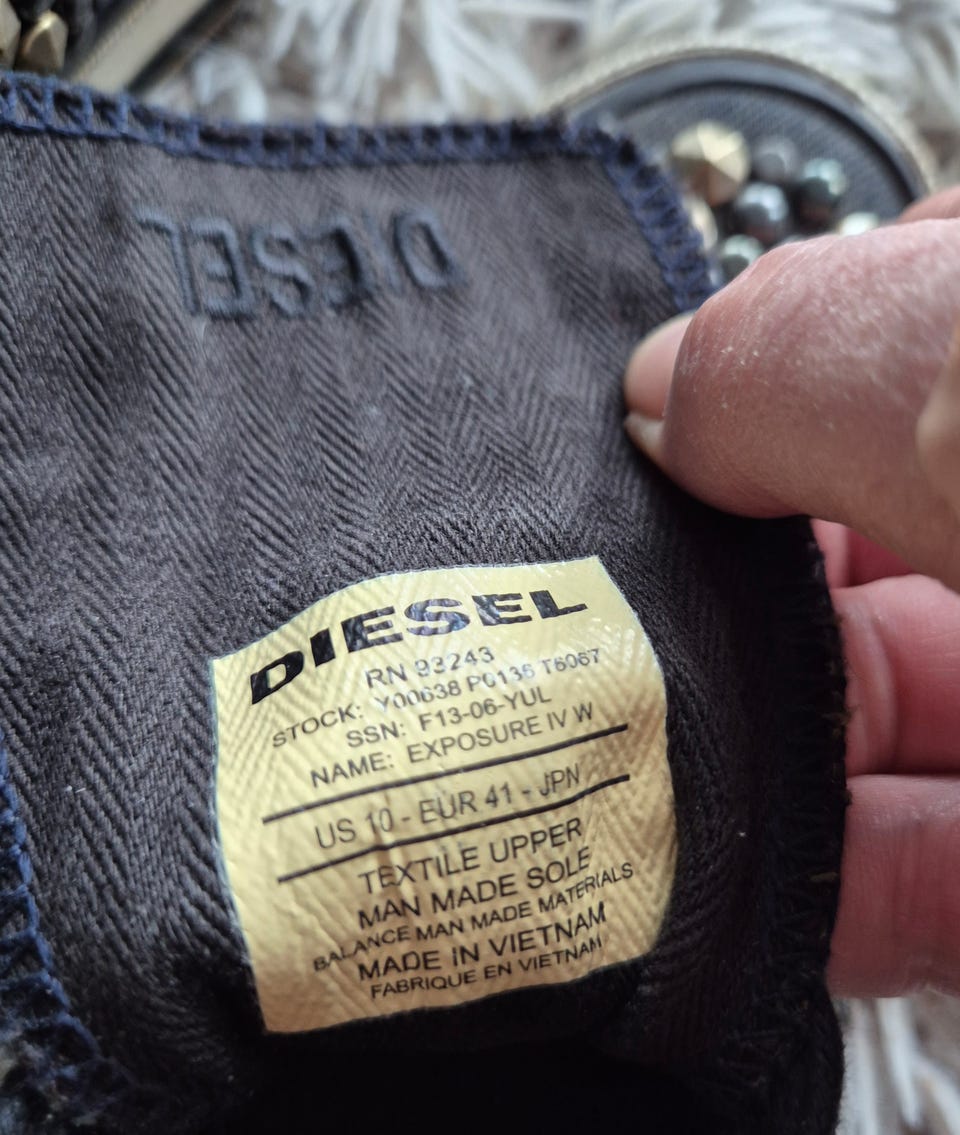 DIESEL
DIESEL
RN 93243
STOCK: Y00638 P0136 T6067
SSN: F13-06-YUL
NAME: EXPOSURE IV W
US 10 - EUR 41 - JPN
TEXTILE UPPER
MAN MADE SOLE
BALANCE MAN MADE MATERIALS
MADE IN VIETNAM
FABRIQUE EN VIETNAM